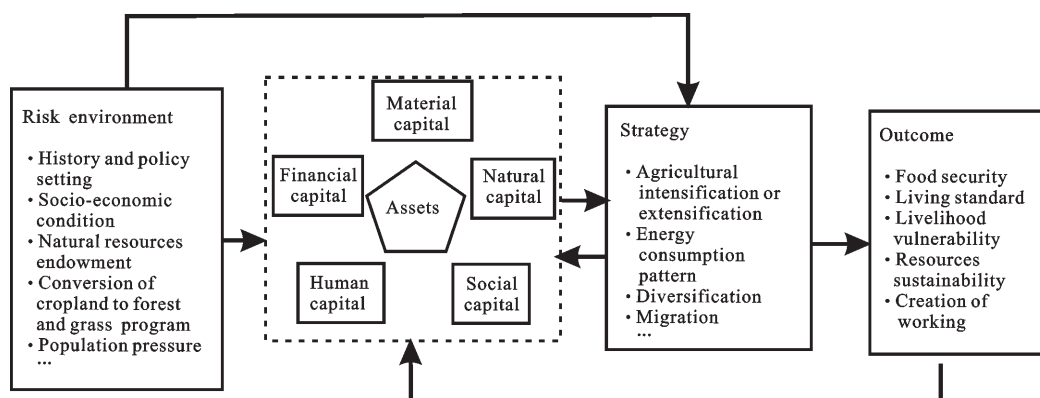 Risk environment
· History and policy
setting
· Socio-economic
condition
· Natural resources
endowment
· Conversion of
cropland to forest
and grass program
· Population pressure
...
Material
capital
Financial
capital
Natural
capital
Assets
Human
capital
Social
capital
Strategy
· Agricultural
intensification or
extensification
· Energy
consumption
pattern
· Diversification
· Migration
...
Outcome
· Food security
· Living standard
· Livelihood
vulnerability
· Resources
sustainability
· Creation of
working